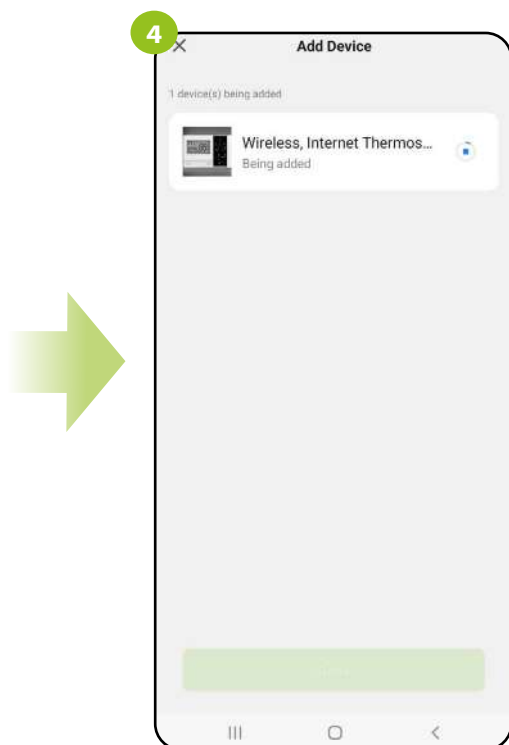 4
Add Device
1 device(s) being added
Wireless, Internet Thermos...
Being added